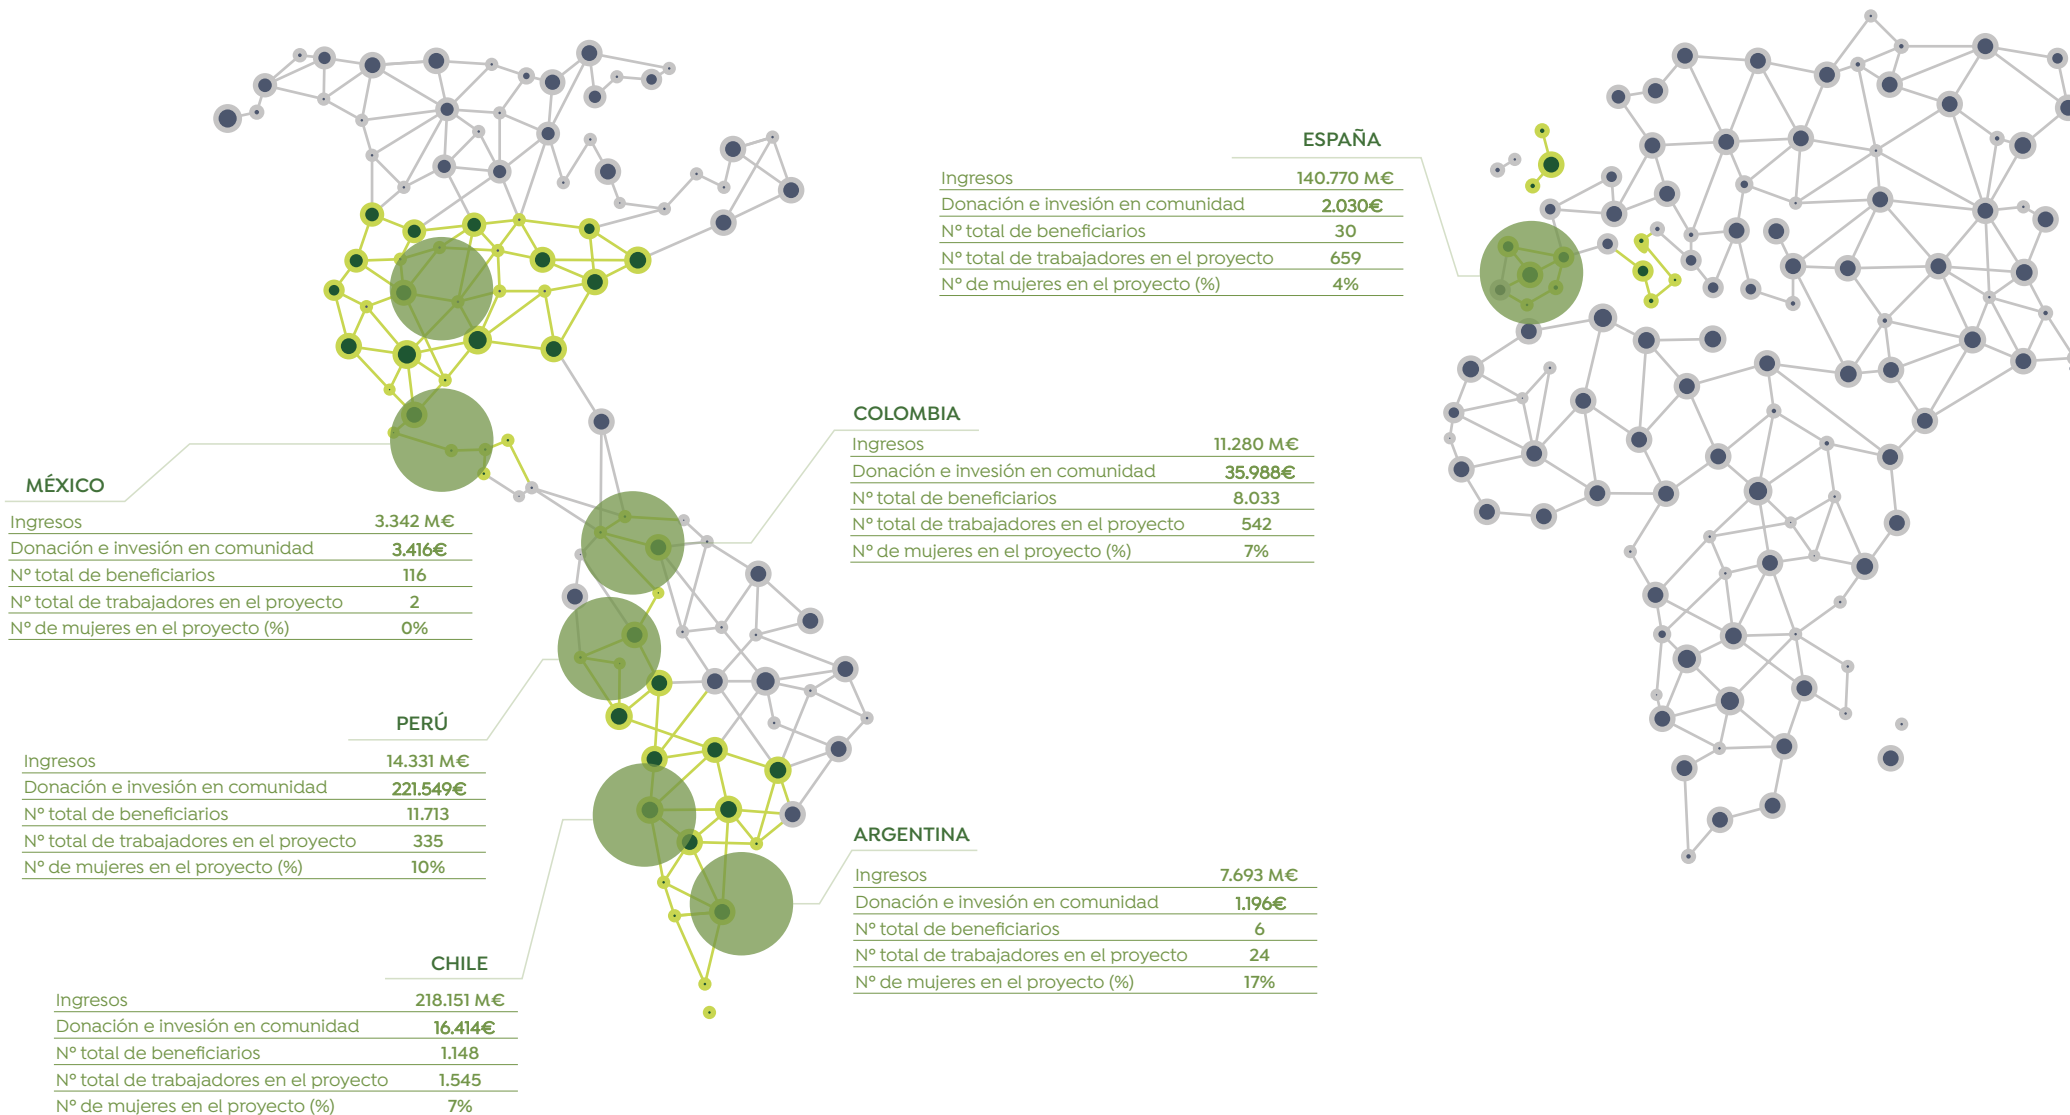 ESPAÑA
Ingresos 140.770 M€
Donación e invesión en comunidad 2.030€
Nº total de beneficiarios 30
Nº total de trabajadores en el proyecto 659
Nº de mujeres en el proyecto (%) 4%
COLOMBIA
Ingresos 11.280 M€
Donación e invesión en comunidad 35.988€
Nº total de beneficiarios 8.033
Nº total de trabajadores en el proyecto 542
Nº de mujeres en el proyecto (%) 7%
MÉXICO
Ingresos 3.342 M€
Donación e invesión en comunidad 3.416€
Nº total de beneficiarios 116
Nº total de trabajadores en el proyecto 2
Nº de mujeres en el proyecto (%) 0%
PERÚ
Ingresos 14.331 M€
Donación e invesión en comunidad 221.549€
Nº total de beneficiarios 11.713
Nº total de trabajadores en el proyecto 335
Nº de mujeres en el proyecto (%) 10%
ARGENTINA
Ingresos 7.693 M€
Donación e invesión en comunidad 1.196€
Nº total de beneficiarios 6
Nº total de trabajadores en el proyecto 24
Nº de mujeres en el proyecto (%) 17%
CHILE
Ingresos 218.151 M€
Donación e invesión en comunidad 16.414€
Nº total de beneficiarios 1.148
Nº total de trabajadores en el proyecto 1.545
Nº de mujeres en el proyecto (%) 7%